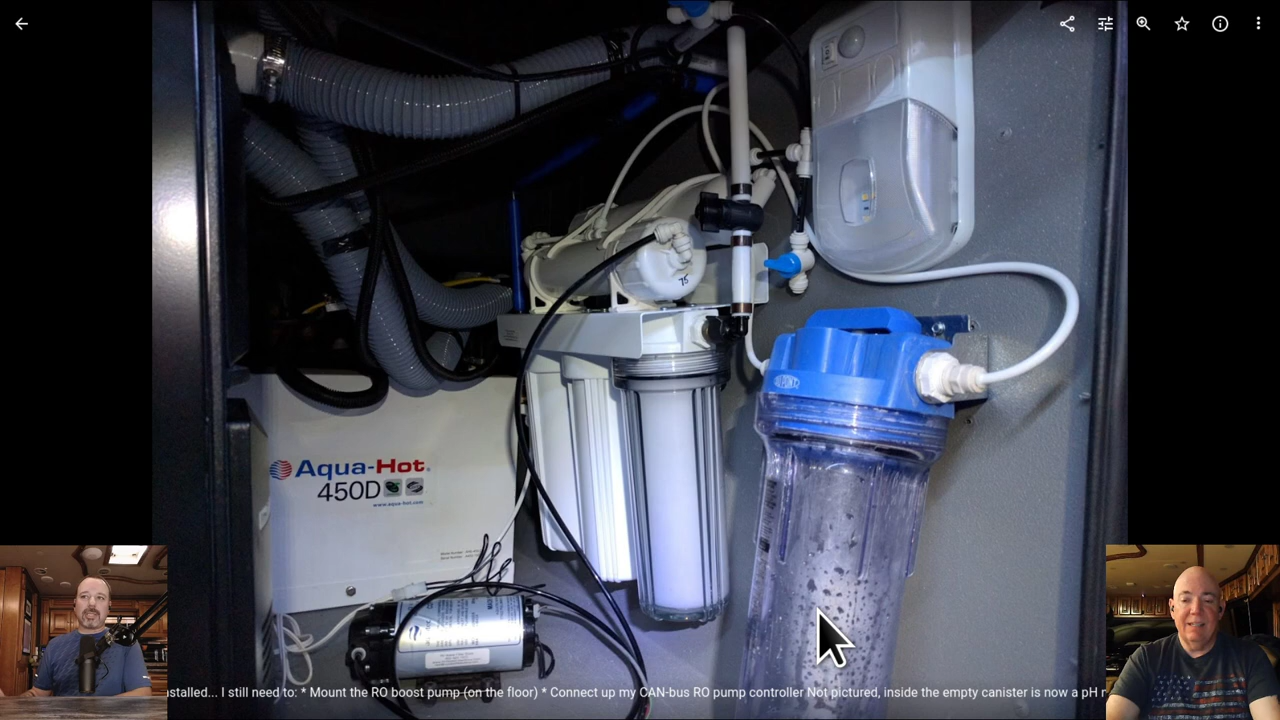 75
DUPONT
Aqua-Hot
450D
www.aqua-hot.com
nstalled... I still need to: * Mount the RO boost pump (on the floor) * Connect up my CAN-bus RO pump controller Not pictured, inside the empty canister is now a pH